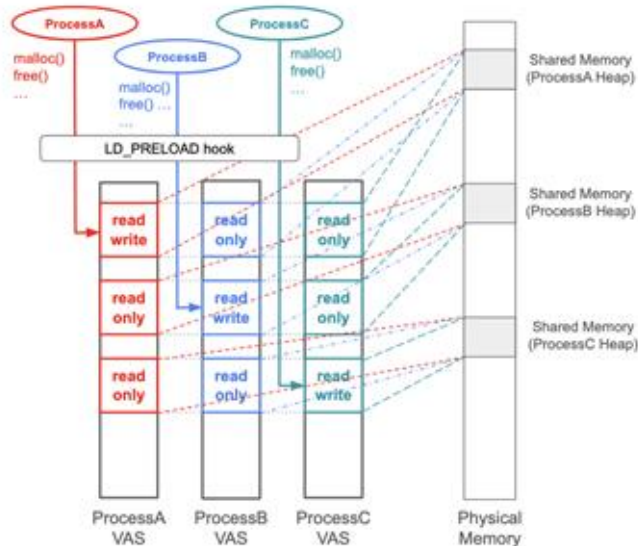 ProcessA
ProcessB
ProcessC
malloc()
free()
...
malloc()
free() ...
...
malloc()
free()
...
LD_PRELOAD hook
read
write
read
only
read
only
read
only
read
write
read
only
read
only
read
only
read
write
ProcessA
VAS
ProcessB
VAS
ProcessC
VAS
Physical
Memory
Shared Memory
(ProcessA Heap)
Shared Memory
(ProcessB Heap)
Shared Memory
(ProcessC Heap)